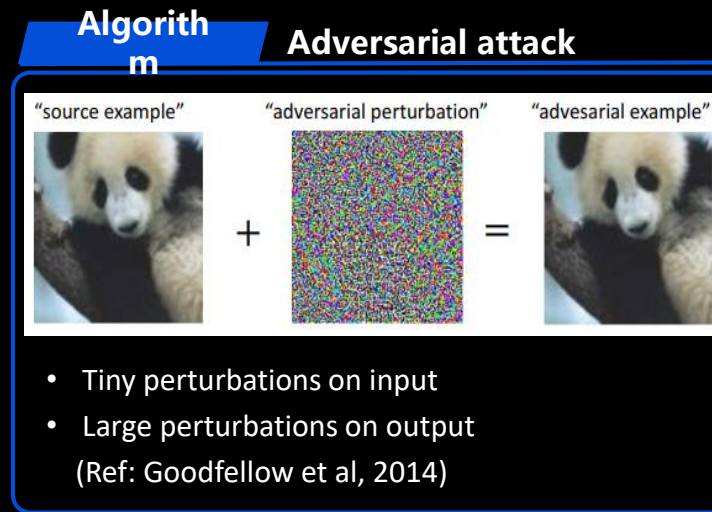 Algorith
m
Adversarial attack
“source example” “adversarial perturbation” “advesarial example”
+ =
• Tiny perturbations on input
• Large perturbations on output
(Ref: Goodfellow et al, 2014)